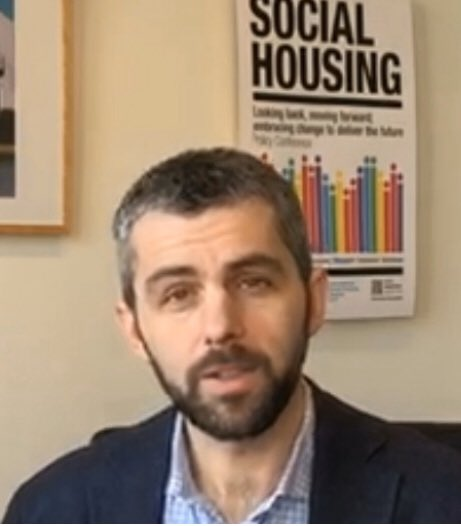 SOCIAL
HOUSING
Looking back, moving forward;
embracing change to deliver the future
Policy Conference